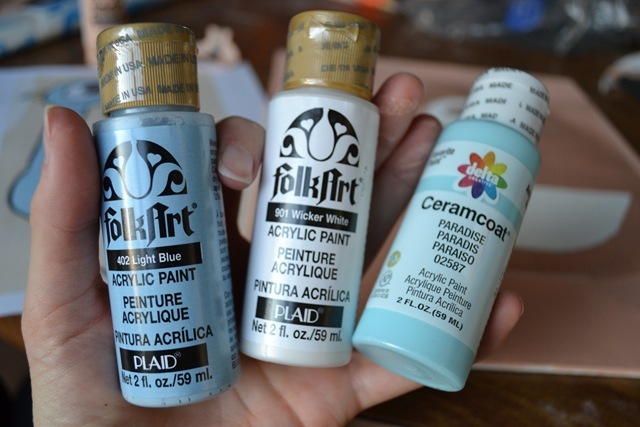 MADE IN USA
FolkArt
402 Light Blue
ACRYLIC PAINT
PEINTURE
ACRYLIQUE
PINTURA ACRÍLICA
PLAID®
Net 2 fl. oz./59 ml.
FolkArt
901 Wicker White
ACRYLIC PAINT
PEINTURE
ACRYLIQUE
PINTURA ACRÍLICA
PLAID®
Net 2 fl. oz./59 ml.
MADE
delta
Ceramcoat®
PARADISE
PARADIS
PARAISO
02587
Acrylic Paint
Acrylique Peinture
Pintura Acrílica
2 FL.OZ.(59 ML)